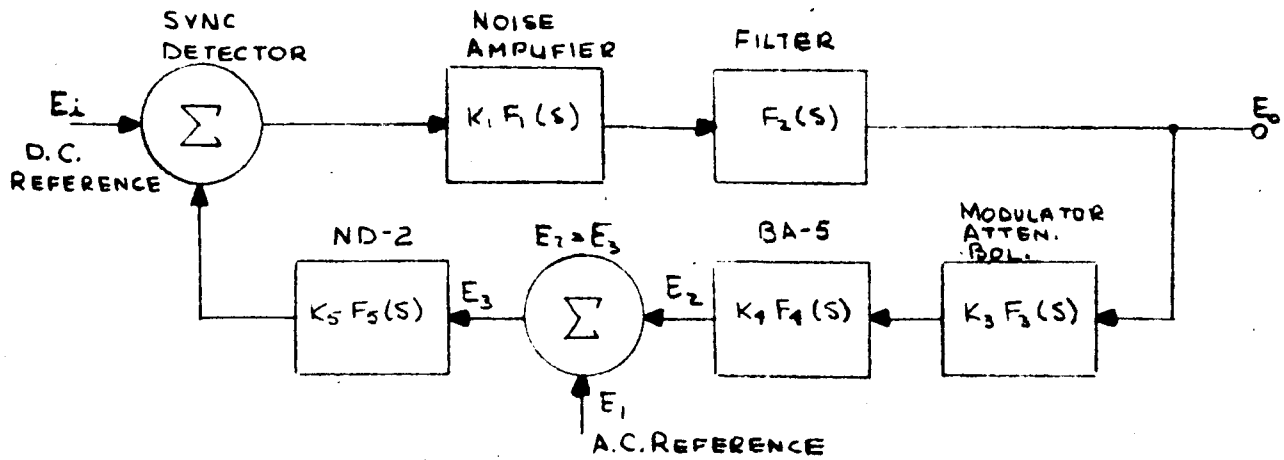 SYNC
DETECTOR
NOISE
AMPLIFIER
FILTER
Ei
Σ
K1 F1(S)
F2(S)
Eo
D.C.
REFERENCE
ND-2
E2 = E3
BA-5
MODULATOR
ATTEN.
BOL.
K5 F5(S)
E3
Σ
E2
K4 F4(S)
K3 F3(S)
E1
A.C. REFERENCE